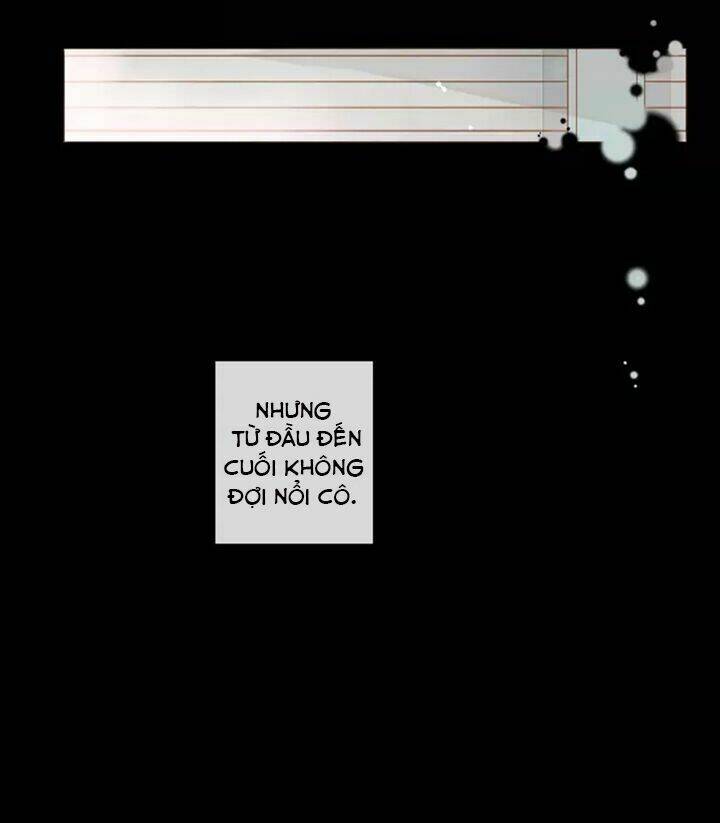 NHƯNG
TỪ ĐẦU ĐẾN
CUỐI KHÔNG
ĐỢI NỔI CÔ.